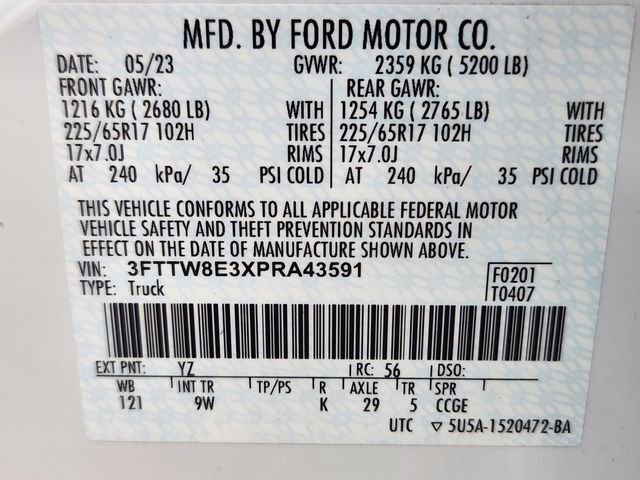 MFD. BY FORD MOTOR CO.
DATE: 05/23 GVWR: 2359 KG ( 5200 LB)
FRONT GAWR: REAR GAWR:
1216 KG ( 2680 LB) WITH 1254 KG ( 2765 LB) WITH
225/65R17 102H TIRES 225/65R17 102H TIRES
17x7.0J RIMS 17x7.0J RIMS
AT 240 kPa/ 35 PSI COLD AT 240 kPa/ 35 PSI COLD
THIS VEHICLE CONFORMS TO ALL APPLICABLE FEDERAL MOTOR
VEHICLE SAFETY AND THEFT PREVENTION STANDARDS IN
EFFECT ON THE DATE OF MANUFACTURE SHOWN ABOVE.
VIN: 3FTTW8E3XPRA43591 F0201
TYPE: Truck T0407
EXT PNT: YZ RC: 56 DSO:
WB INT TR TP/PS R AXLE TR SPR
121 9W K 29 5 CCGE
UTC ▽ 5U5A-1520472-BA